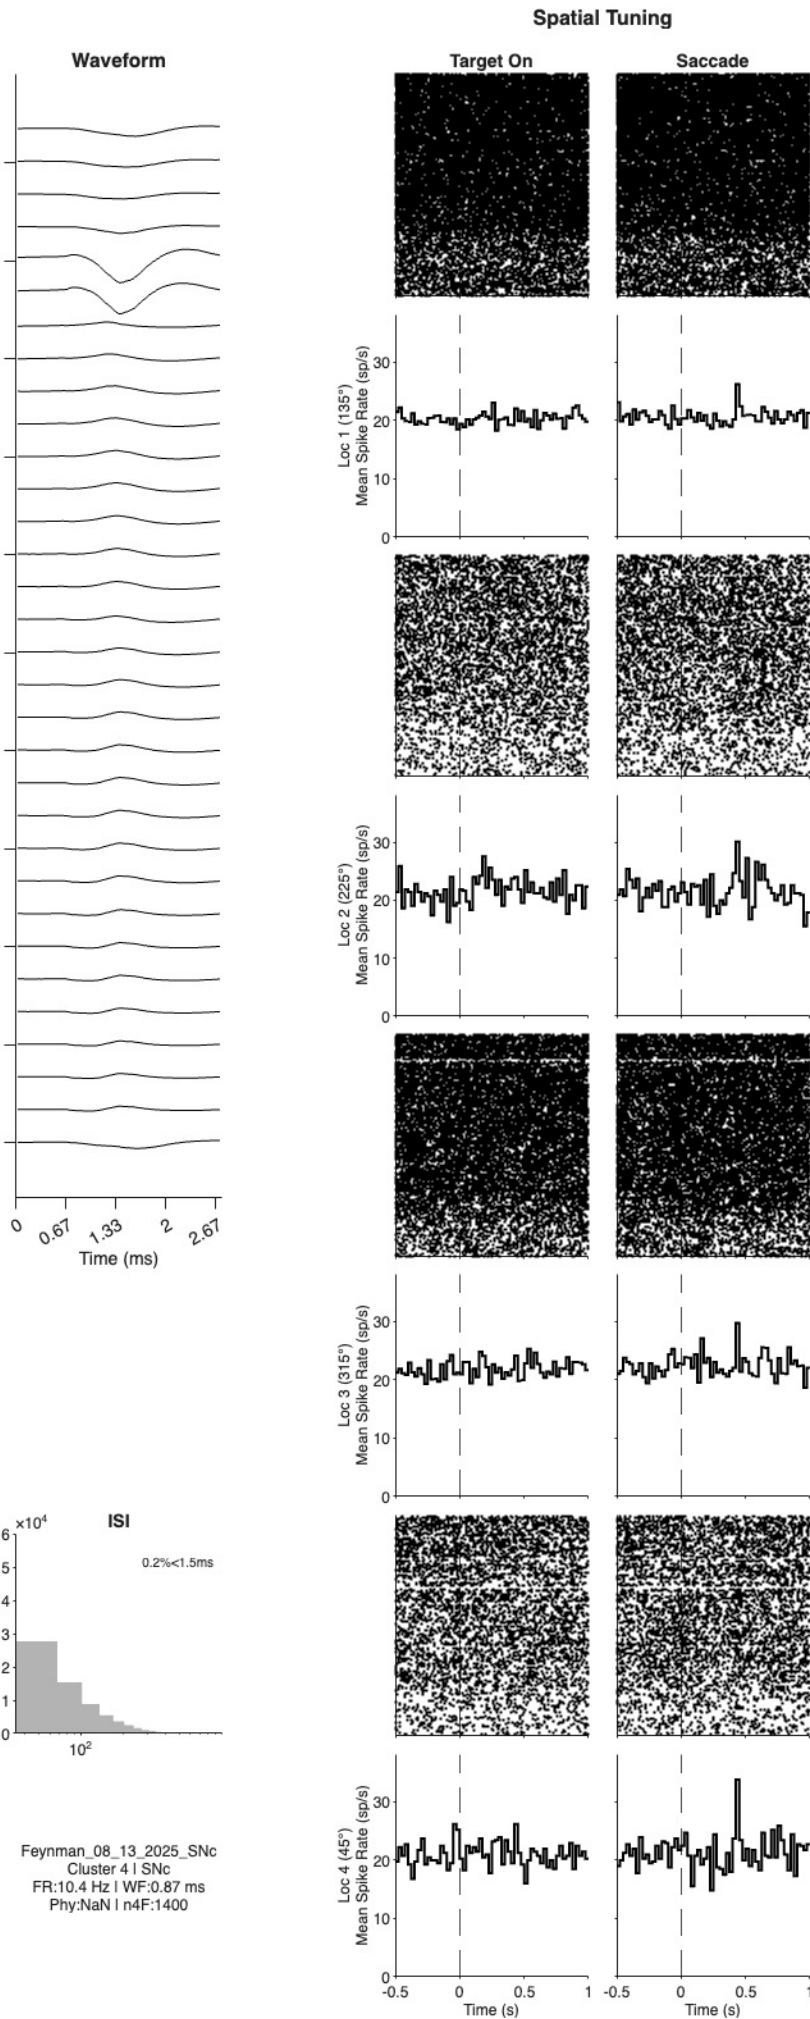 Spatial Tuning
Waveform
Target On
Saccade
30
20
10
0
Loc 1 (135°)
Mean Spike Rate (sp/s)
30
20
10
0
Loc 2 (225°)
Mean Spike Rate (sp/s)
0
0.67
1.33
2
2.67
Time (ms)
30
20
10
0
Loc 3 (315°)
Mean Spike Rate (sp/s)
×10⁴
ISI
0.2%<1.5ms
6
5
4
3
2
1
0
10²
Feynman_08_13_2025_SNc
Cluster 4 | SNc
FR:10.4 Hz | WF:0.87 ms
Phy:NaN | n4F:1400
30
20
10
0
Loc 4 (45°)
Mean Spike Rate (sp/s)
-0.5 0 0.5 1
Time (s)
-0.5 0 0.5 1
Time (s)